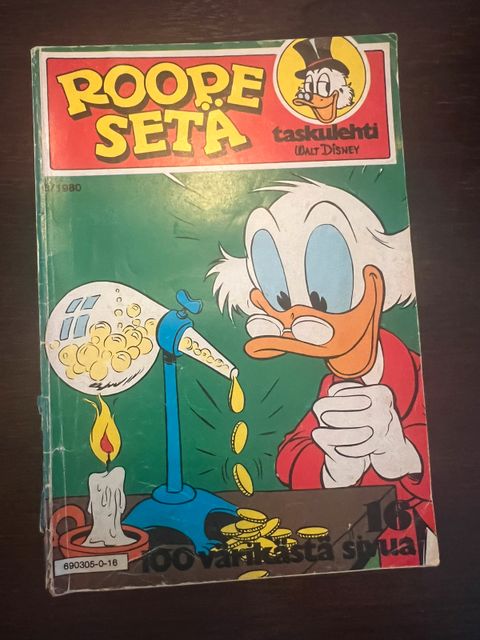 ROOPE
SETÄ
taskulehti
WALT DISNEY
5/1980
16
100 värikästä sivua
690305-0-16